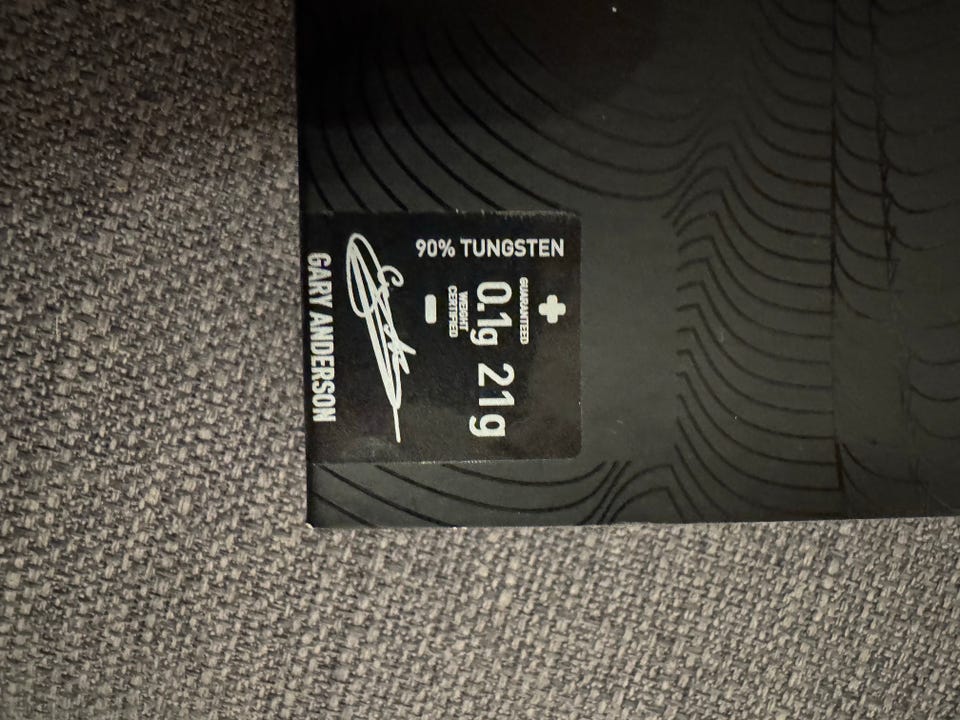 90% TUNGSTEN
+
GUARANTEED
0.1g 21g
WEIGHT
CERTIFIED
-
GARY ANDERSON